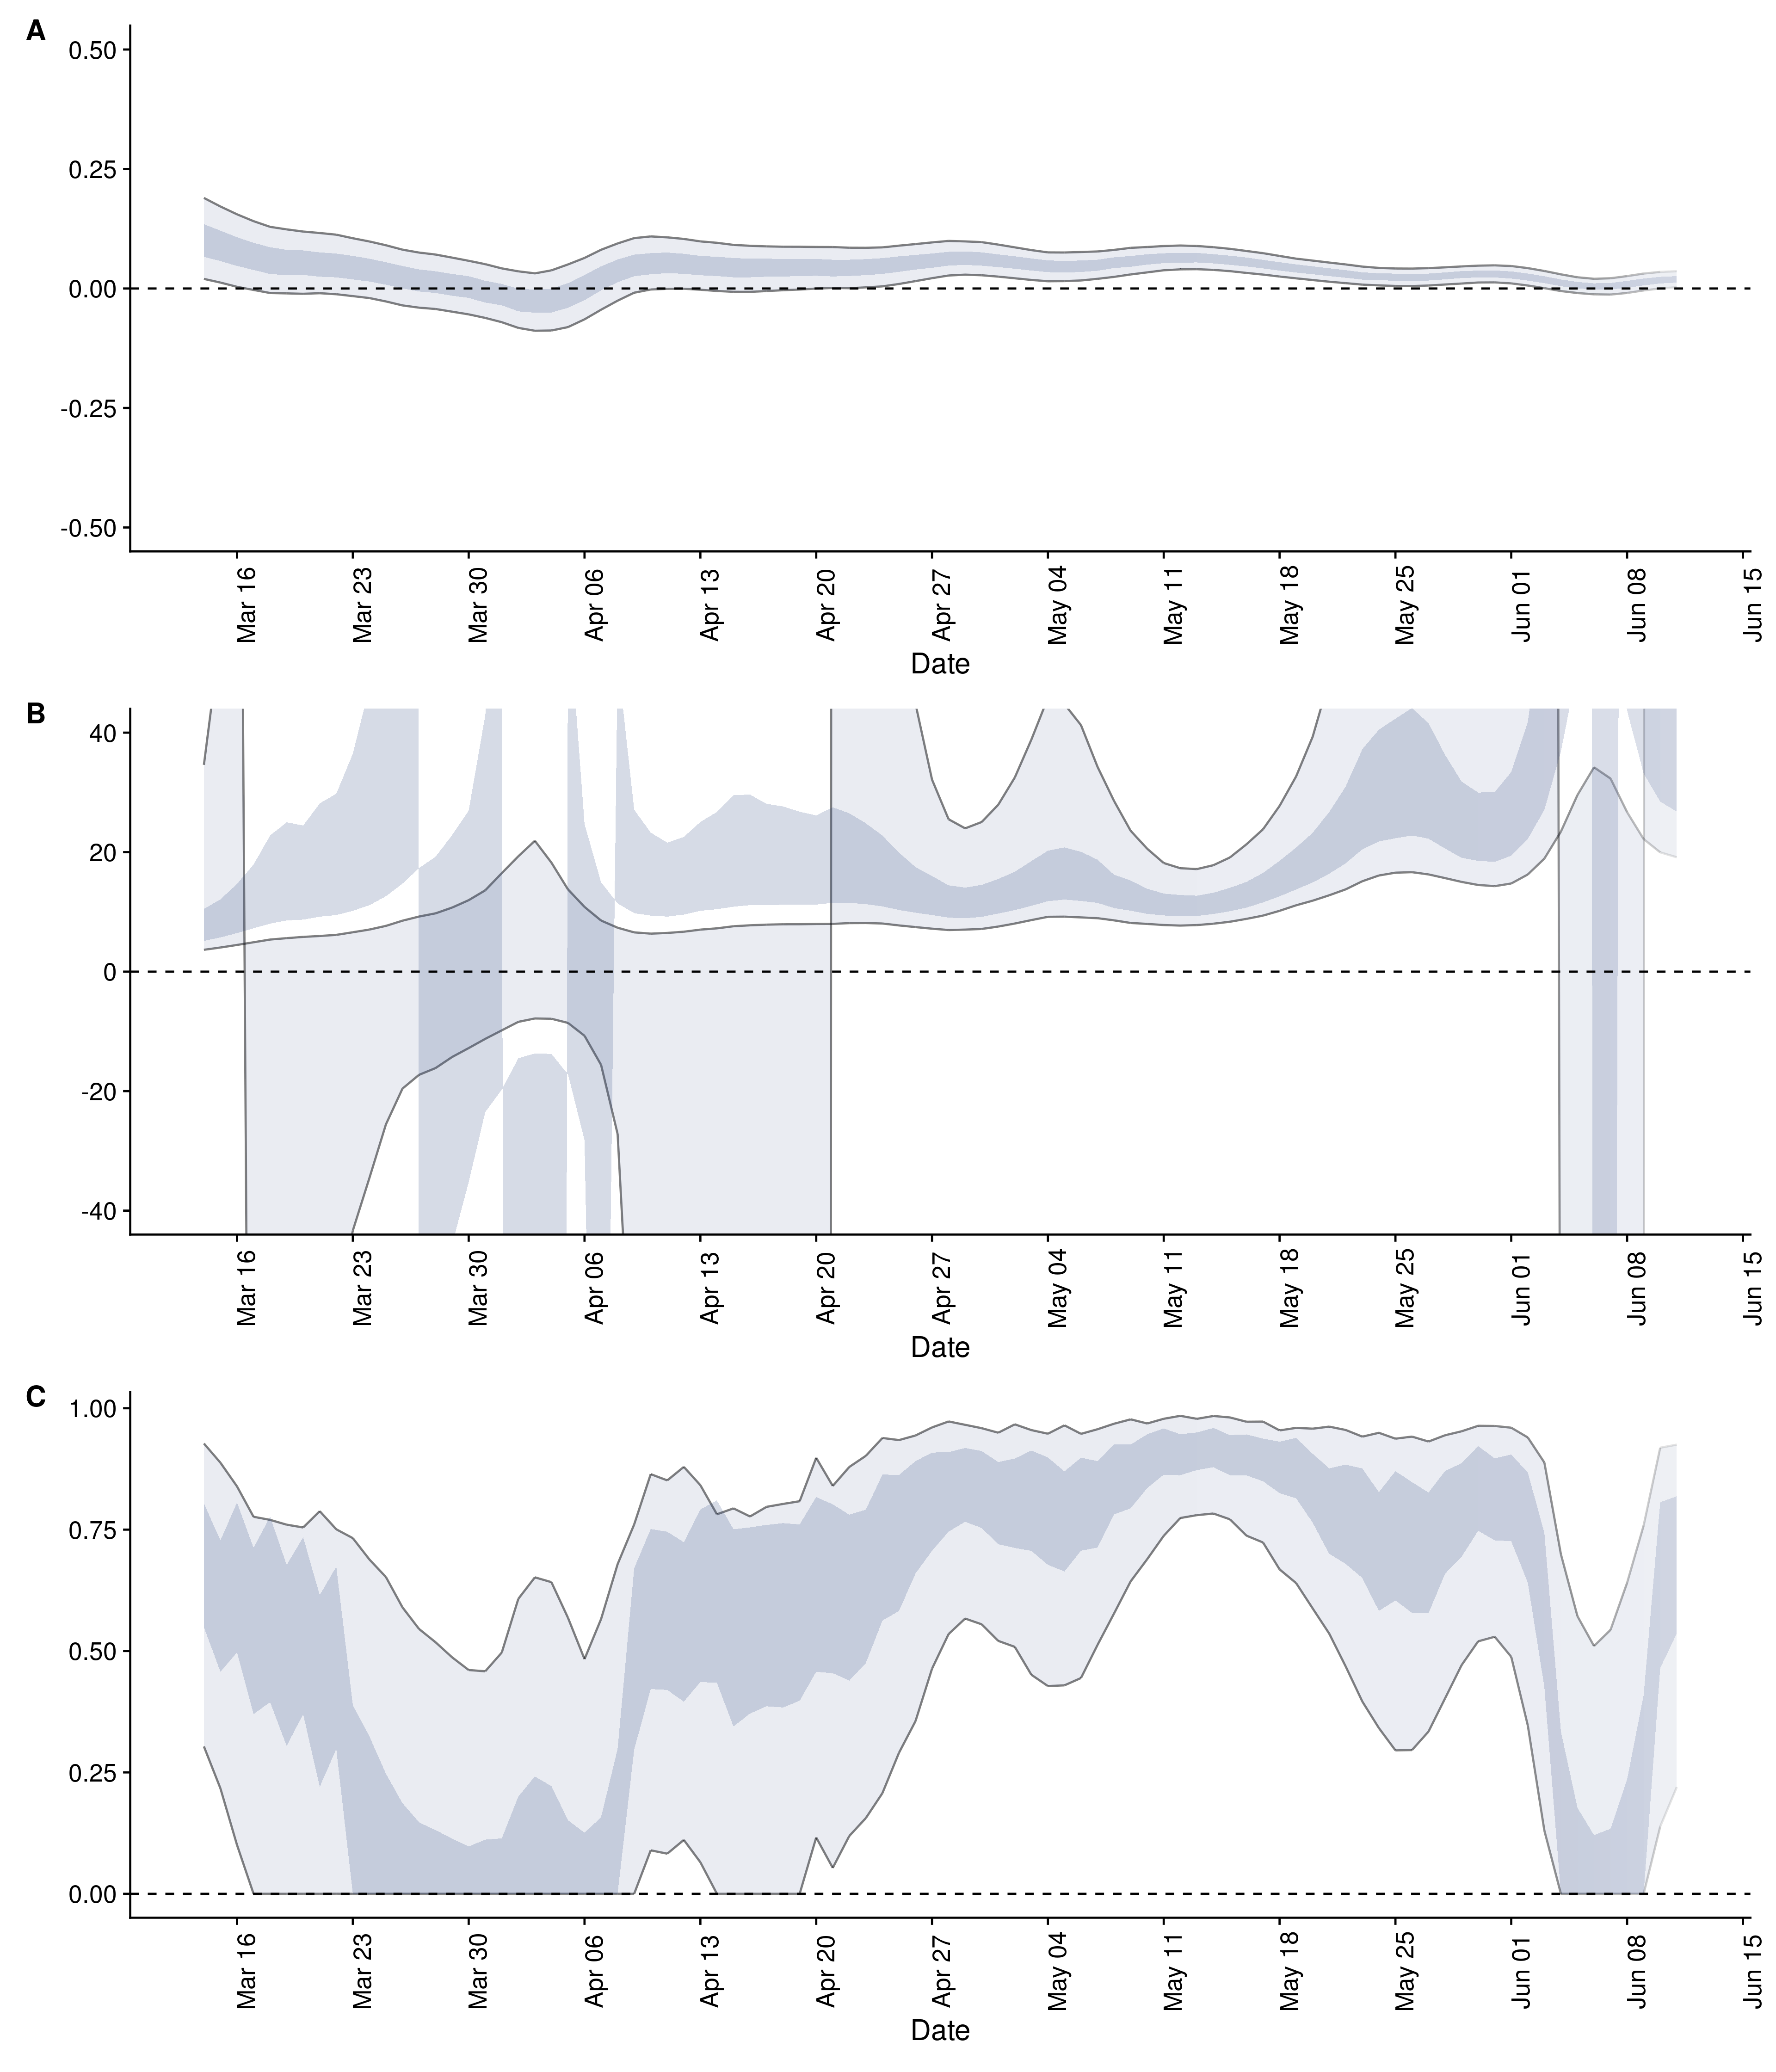 A
0.50
0.25
0.00
-0.25
-0.50
Mar 16
Mar 23
Mar 30
Apr 06
Apr 13
Apr 20
Apr 27
May 04
May 11
May 18
May 25
Jun 01
Jun 08
Jun 15
Date
B
40
20
0
-20
-40
Mar 16
Mar 23
Mar 30
Apr 06
Apr 13
Apr 20
Apr 27
May 04
May 11
May 18
May 25
Jun 01
Jun 08
Jun 15
Date
C
1.00
0.75
0.50
0.25
0.00
Mar 16
Mar 23
Mar 30
Apr 06
Apr 13
Apr 20
Apr 27
May 04
May 11
May 18
May 25
Jun 01
Jun 08
Jun 15
Date